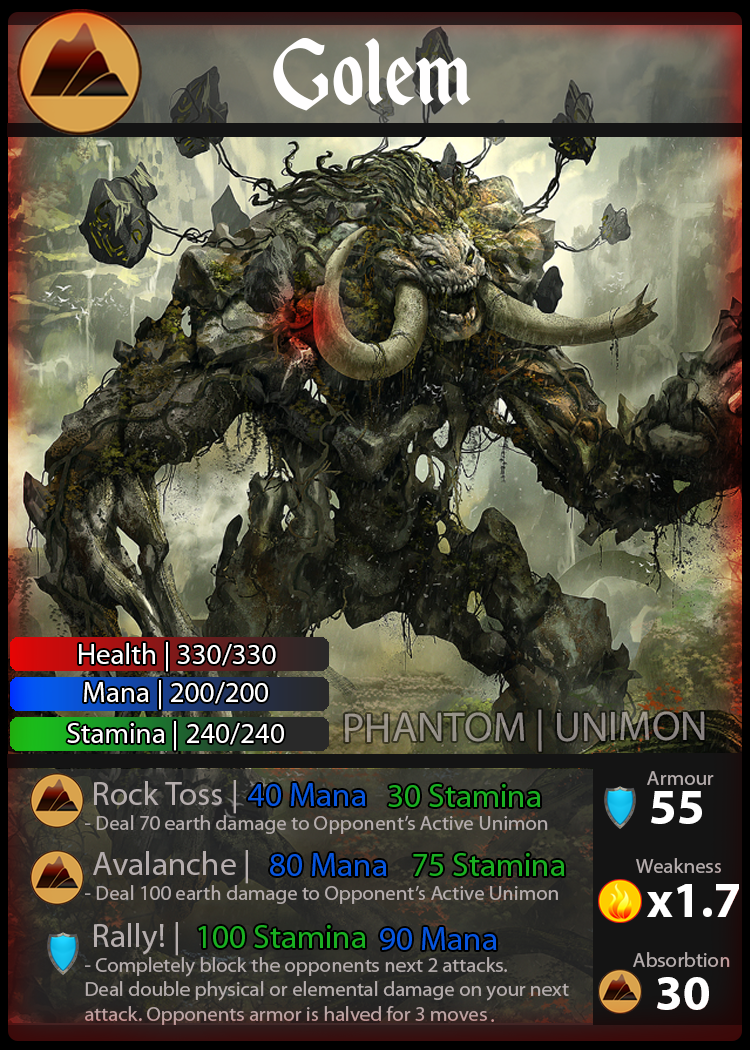 Golem
Health | 330/330
Mana | 200/200
Stamina | 240/240
PHANTOM | UNIMON
Rock Toss | 40 Mana 30 Stamina
- Deal 70 earth damage to Opponent's Active Unimon
Avalanche | 80 Mana 75 Stamina
- Deal 100 earth damage to Opponent's Active Unimon
Rally! | 100 Stamina 90 Mana
- Completely block the opponents next 2 attacks.
Deal double physical or elemental damage on your next
attack. Opponents armor is halved for 3 moves.
Armour
55
Weakness
x1.7
Absorbtion
30